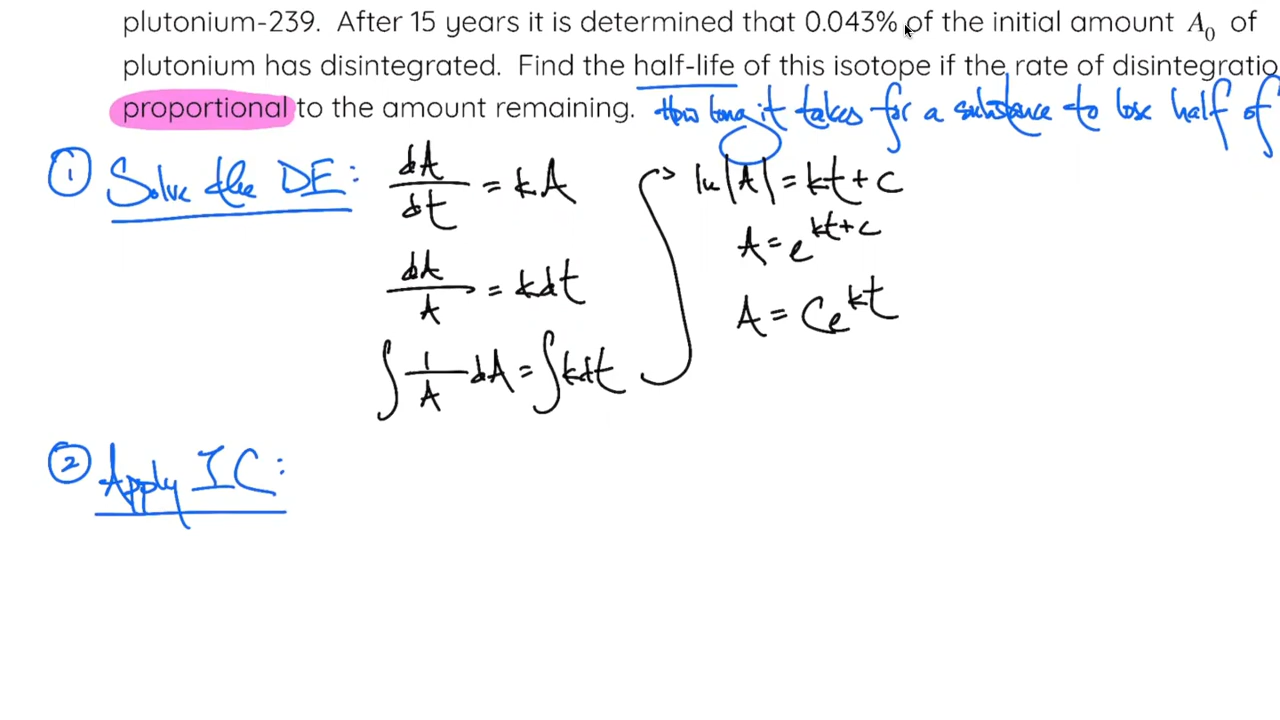 plutonium-239. After 15 years it is determined that 0.043% of the initial amount A₀ of
plutonium has disintegrated. Find the half-life of this isotope if the rate of disintegratio
proportional to the amount remaining. How long it takes for a substance to lose half of
① Solve the DE:
dA/dt = kA
dA/A = kdt
∫ 1/A dA = ∫kdt
ln|A| = kt + c
A = e^(kt+c)
A = Ce^(kt)
② Apply IC: